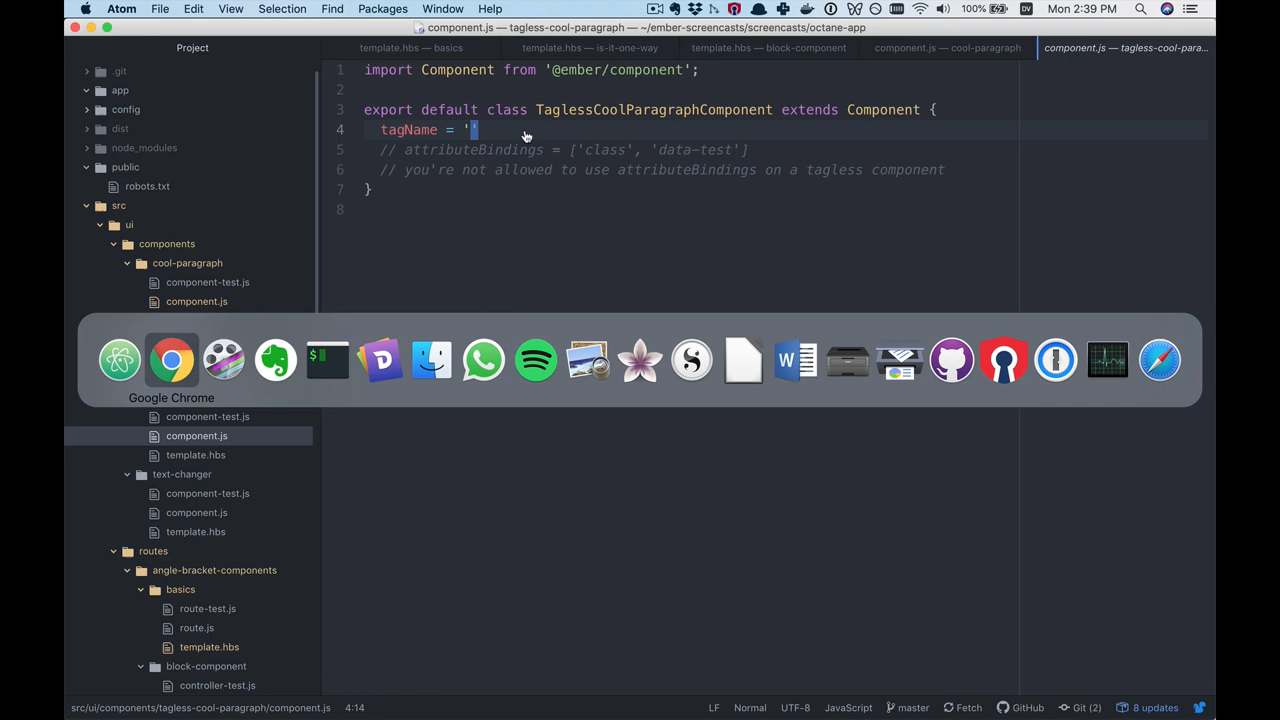 Atom File Edit View Selection Find Packages Window Help 100% DV Mon 2:39 PM
component.js — tagless-cool-paragraph — ~/ember-screencasts/screencasts/octane-app
Project
template.hbs — basics
template.hbs — is-it-one-way
template.hbs — block-component
component.js — cool-paragraph
component.js — tagless-cool-para...
.git
app
config
dist
node_modules
public
robots.txt
src
ui
components
cool-paragraph
component-test.js
component.js
1 import Component from '@ember/component';
2
3 export default class TaglessCoolParagraphComponent extends Component {
4 tagName = ''
5 // attributeBindings = ['class', 'data-test']
6 // you're not allowed to use attributeBindings on a tagless component
7 }
8
$
D
S
W
Google Chrome
component-test.js
component.js
template.hbs
text-changer
component-test.js
component.js
template.hbs
routes
angle-bracket-components
basics
route-test.js
route.js
template.hbs
block-component
controller-test.js
src/ui/components/tagless-cool-paragraph/component.js 4:14 LF Normal UTF-8 JavaScript master Fetch GitHub Git (2) 8 updates